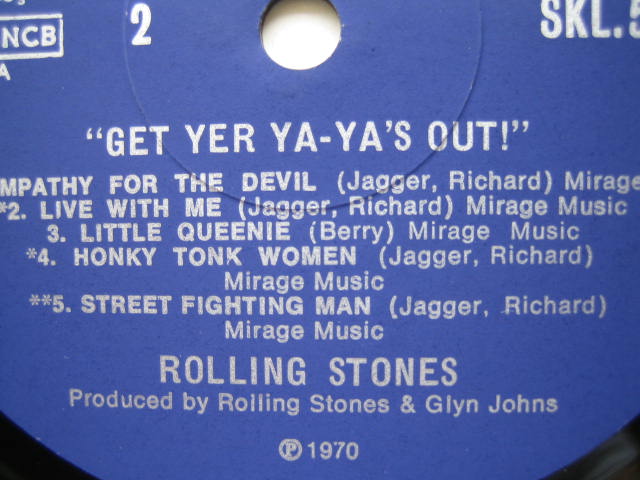 NCB
2
SKL.5
A
"GET YER YA-YA'S OUT!"
MPATHY FOR THE DEVIL (Jagger, Richard) Mirage
*2. LIVE WITH ME (Jagger, Richard) Mirage Music
3. LITTLE QUEENIE (Berry) Mirage Music
*4. HONKY TONK WOMEN (Jagger, Richard)
Mirage Music
**5. STREET FIGHTING MAN (Jagger, Richard)
Mirage Music
ROLLING STONES
Produced by Rolling Stones & Glyn Johns
Ⓟ 1970